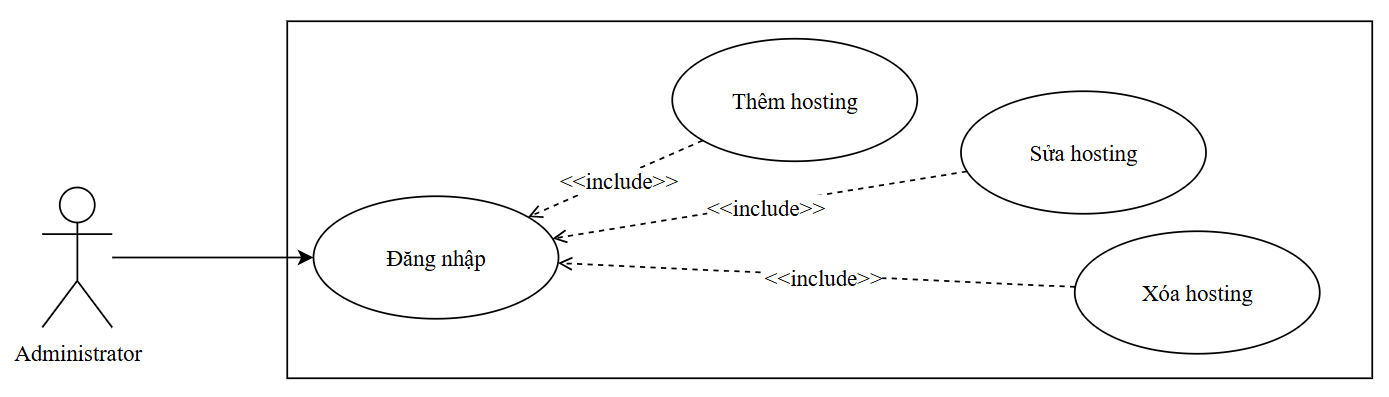 Thêm hosting
Sửa hosting
<<include>>
<<include>>
Đăng nhập
<<include>>
Xóa hosting
Administrator